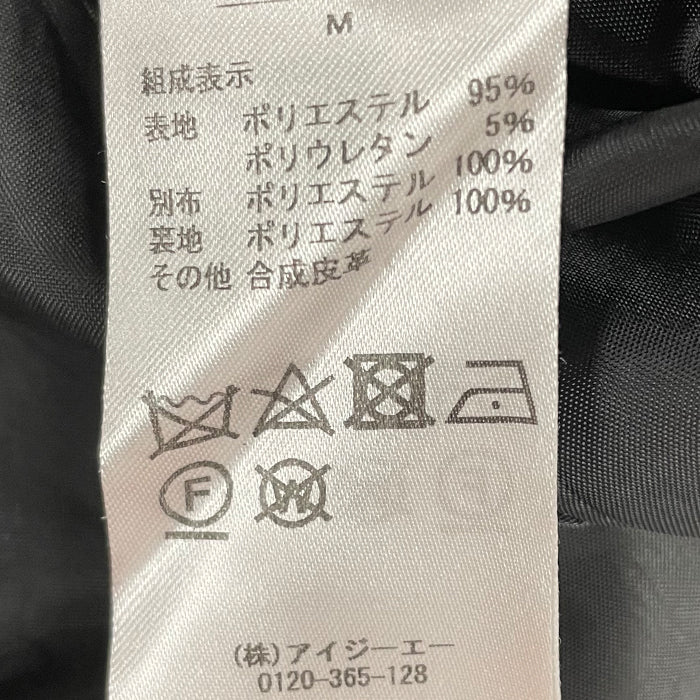 M
組成表示
表地 ポリエステル 95%
ポリウレタン 5%
別布 ポリエステル 100%
裏地 ポリエステル 100%
その他 合成皮革
F
W
(株)アイジーエー
0120-365-128